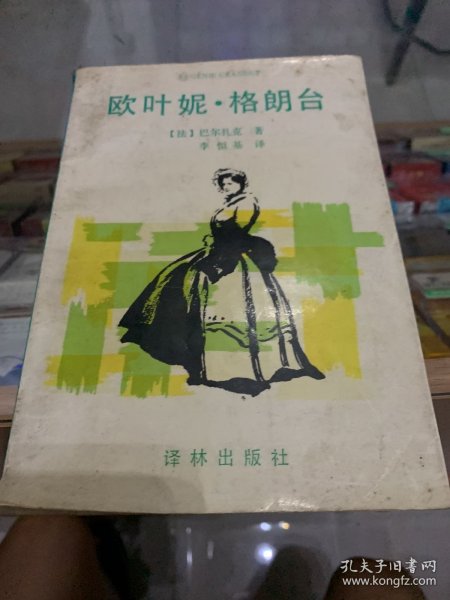 欧叶妮·格朗台
【法】巴尔扎克 著
李恒基 译
译林出版社
孔夫子旧书网
www.kongfz.com